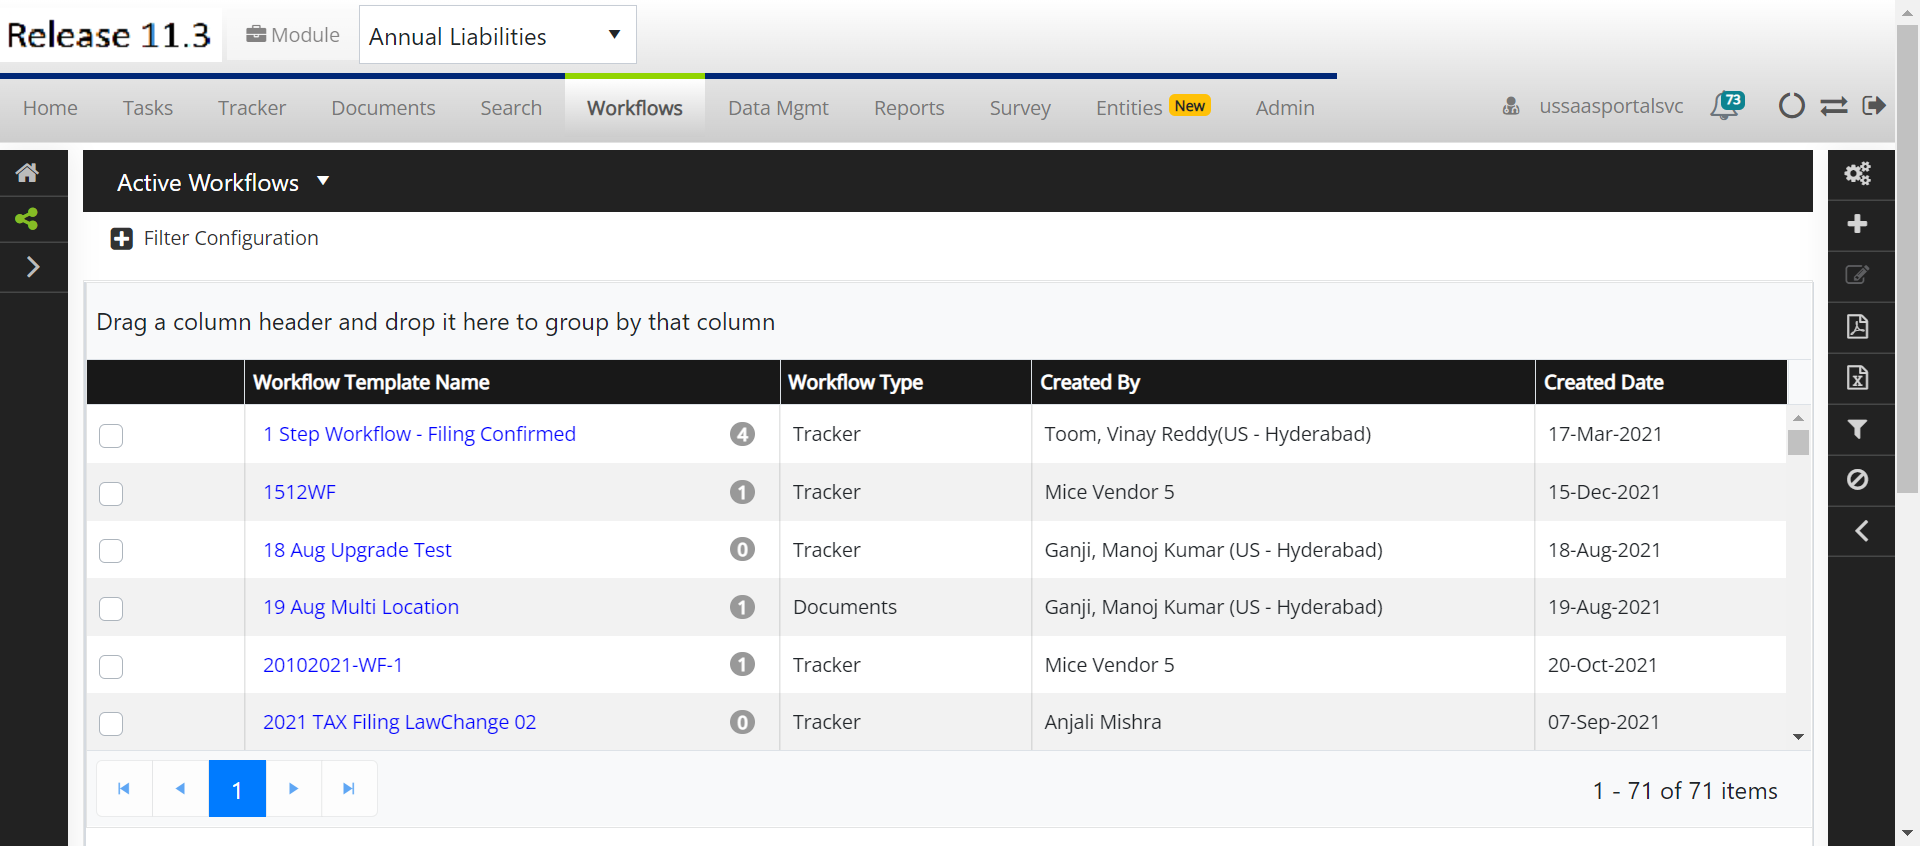 Release 11.3
Module
Annual Liabilities
Home Tasks Tracker Documents Search Workflows Data Mgmt Reports Survey Entities New Admin ussaasportalsvc 73
Active Workflows
Filter Configuration
Drag a column header and drop it here to group by that column
Workflow Template Name Workflow Type Created By Created Date
1 Step Workflow - Filing Confirmed 4 Tracker Toom, Vinay Reddy(US - Hyderabad) 17-Mar-2021
1512WF 1 Tracker Mice Vendor 5 15-Dec-2021
18 Aug Upgrade Test 0 Tracker Ganji, Manoj Kumar (US - Hyderabad) 18-Aug-2021
19 Aug Multi Location 1 Documents Ganji, Manoj Kumar (US - Hyderabad) 19-Aug-2021
20102021-WF-1 1 Tracker Mice Vendor 5 20-Oct-2021
2021 TAX Filing LawChange 02 0 Tracker Anjali Mishra 07-Sep-2021
1 1 - 71 of 71 items